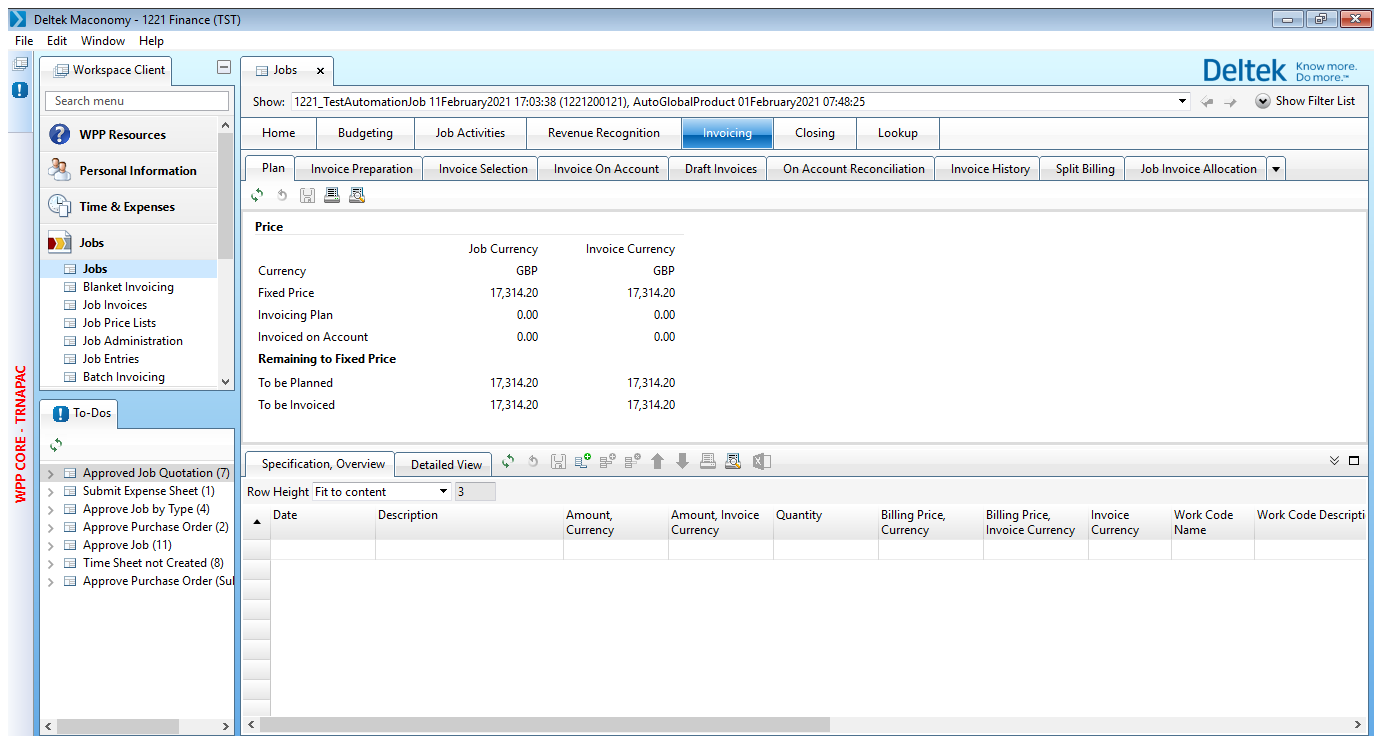 Deltek Maconomy - 1221 Finance (TST)
File Edit Window Help
Workspace Client
Search menu
WPP Resources
Personal Information
Time & Expenses
Jobs
Jobs
Blanket Invoicing
Job Invoices
Job Price Lists
Job Administration
Job Entries
Batch Invoicing
WPP CORE - TRNAPAC
To-Dos
Approved Job Quotation (7)
Submit Expense Sheet (1)
Approve Job by Type (4)
Approve Purchase Order (2)
Approve Job (11)
Time Sheet not Created (8)
Approve Purchase Order (Sul
Jobs
Deltek Know more.
Do more.™
Show: 1221_TestAutomationJob 11February2021 17:03:38 (1221200121), AutoGlobalProduct 01February2021 07:48:25 Show Filter List
Home Budgeting Job Activities Revenue Recognition Invoicing Closing Lookup
Plan Invoice Preparation Invoice Selection Invoice On Account Draft Invoices On Account Reconciliation Invoice History Split Billing Job Invoice Allocation
Price
Job Currency Invoice Currency
Currency GBP GBP
Fixed Price 17,314.20 17,314.20
Invoicing Plan 0.00 0.00
Invoiced on Account 0.00 0.00
Remaining to Fixed Price
To be Planned 17,314.20 17,314.20
To be Invoiced 17,314.20 17,314.20
Specification, Overview Detailed View
Row Height Fit to content 3
Date Description Amount, Amount, Invoice Quantity Billing Price, Billing Price, Invoice Work Code Work Code Descripti
Currency Currency Currency Invoice Currency Currency Name